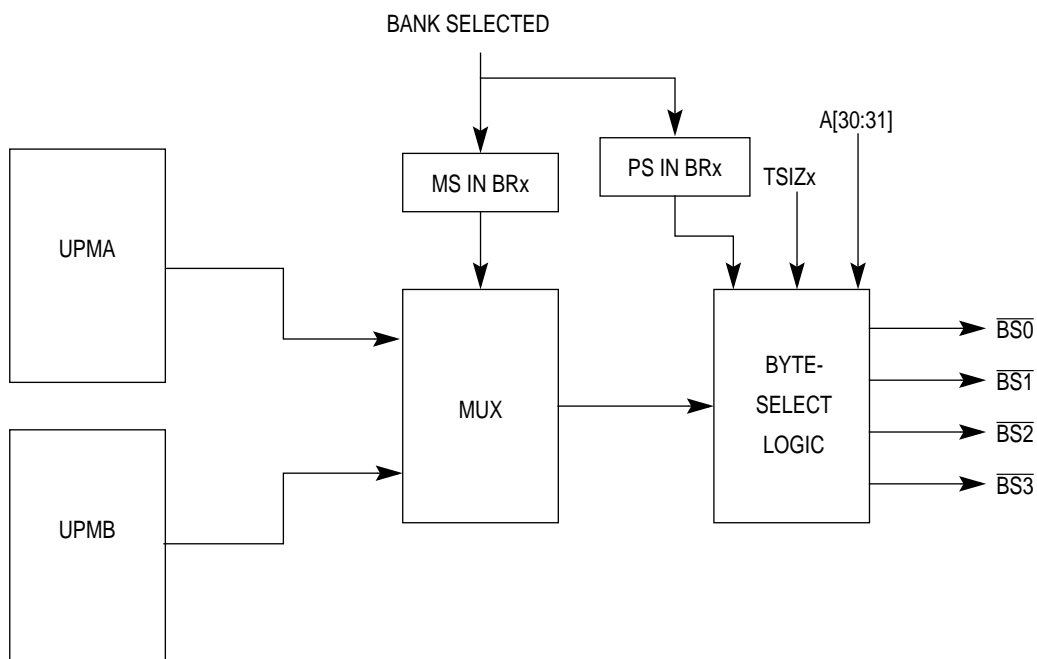 BANK SELECTED
A[30:31]
MS IN BRx
PS IN BRx
TSIZx
UPMA
BS0
BYTE-
BS1
MUX
SELECT
BS2
LOGIC
BS3
UPMB